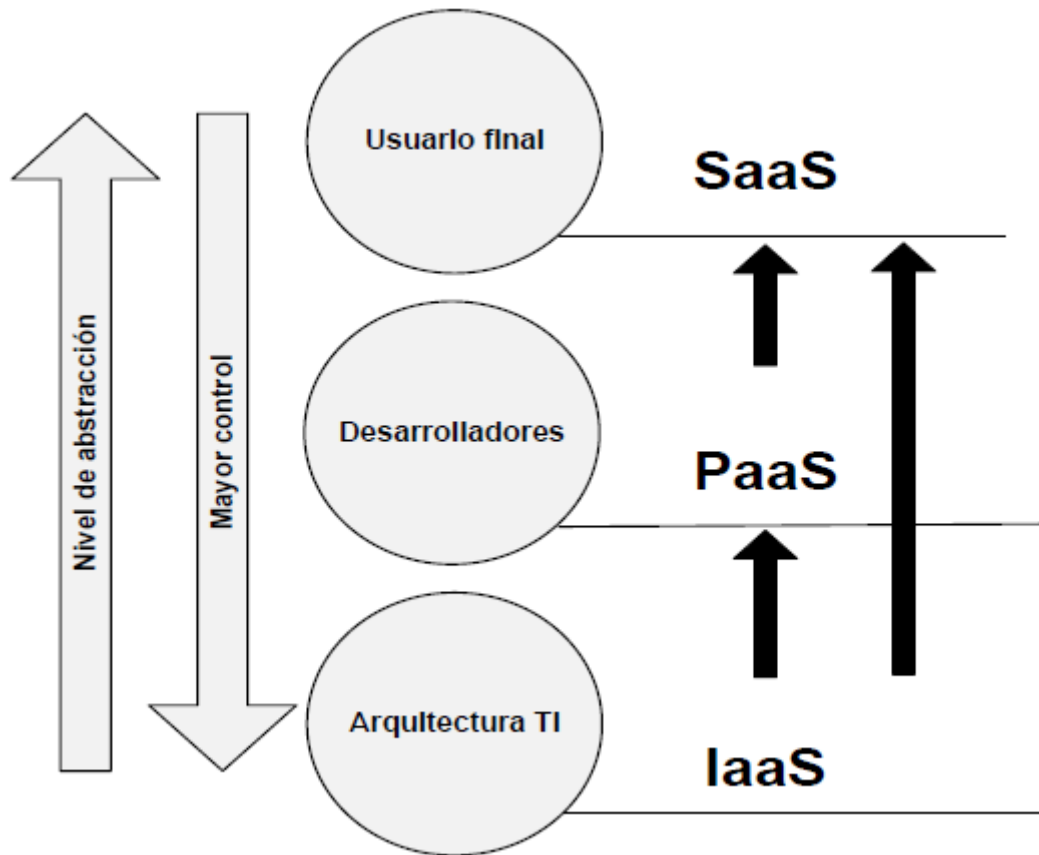 Usuario final
SaaS
Nivel de abstracción
Mayor control
Desarrolladores
PaaS
Arquitectura TI
IaaS